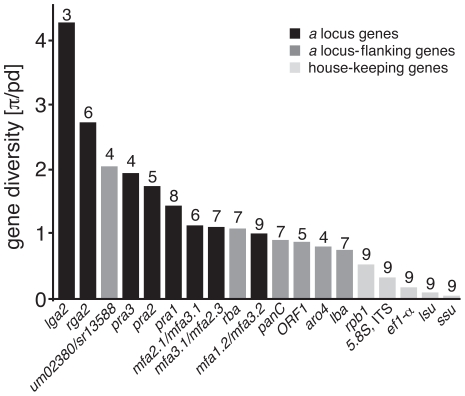 gene diversity [π/pd]
4
3
2
1
0
a locus genes
a locus-flanking genes
house-keeping genes
3
6
4
4
5
8
6
7
7
9
7
5
4
7
9
9
9
9
9
lga2
rga2
um02380/sr13588
pra3
pra2
pra1
mfa2.1/mfa3.1
mfa3.1/mfa2.3
rba
mfa1.2/mfa3.2
panC
ORF1
aro4
lba
rpb1
5.8S, ITS
ef1-α
lsu
ssu